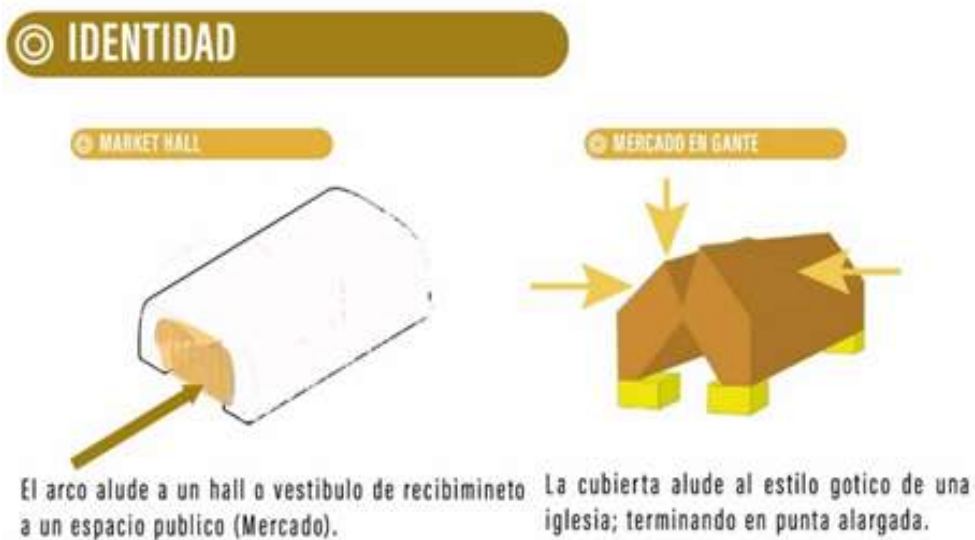 IDENTIDAD
MARKET HALL
MERCADO EN GANTE
El arco alude a un hall o vestibulo de recibimineto
a un espacio publico (Mercado).
La cubierta alude al estilo gotico de una
iglesia; terminando en punta alargada.